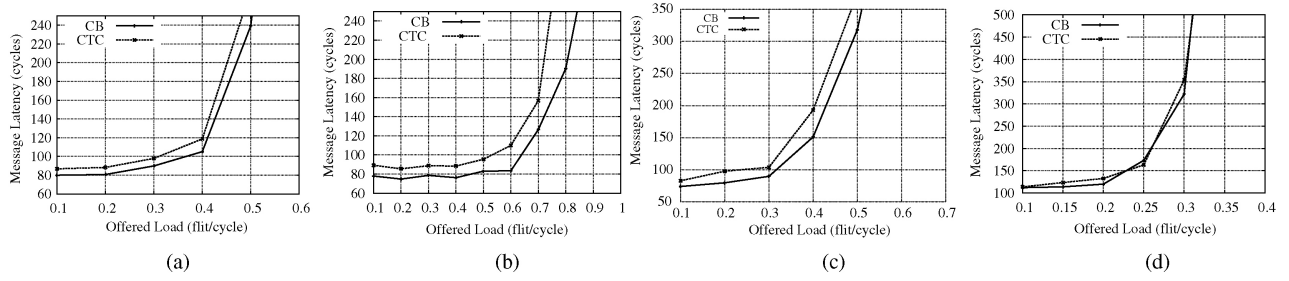 CB
CTC
Message Latency (cycles)
240
220
200
180
160
140
120
100
80
60
0.1 0.2 0.3 0.4 0.5 0.6
Offered Load (flit/cycle)
(a)
CB
CTC
Message Latency (cycles)
240
220
200
180
160
140
120
100
80
60
0.1 0.2 0.3 0.4 0.5 0.6 0.7 0.8 0.9 1
Offered Load (flit/cycle)
(b)
CB
CTC
Message Latency (cycles)
350
300
250
200
150
100
50
0.1 0.2 0.3 0.4 0.5 0.6 0.7
Offered Load (flit/cycle)
(c)
CB
CTC
Message Latency (cycles)
500
450
400
350
300
250
200
150
100
0.1 0.15 0.2 0.25 0.3 0.35 0.4
Offered Load (flit/cycle)
(d)